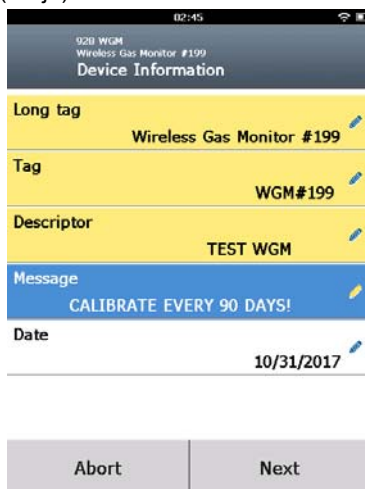 02:45
928 WGM
Wireless Gas Monitor #199
Device Information
Long tag
Wireless Gas Monitor #199
Tag
WGM#199
Descriptor
TEST WGM
Message
CALIBRATE EVERY 90 DAYS!
Date
10/31/2017
Abort
Next